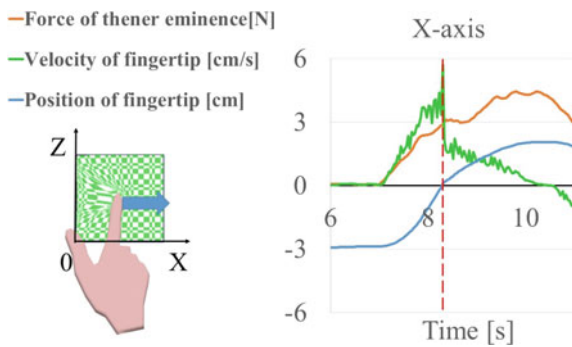 Force of thener eminence[N]
Velocity of fingertip [cm/s]
Position of fingertip [cm]
Z
0
X
X-axis
6
3
0
-3
-6
6
8
10
Time [s]